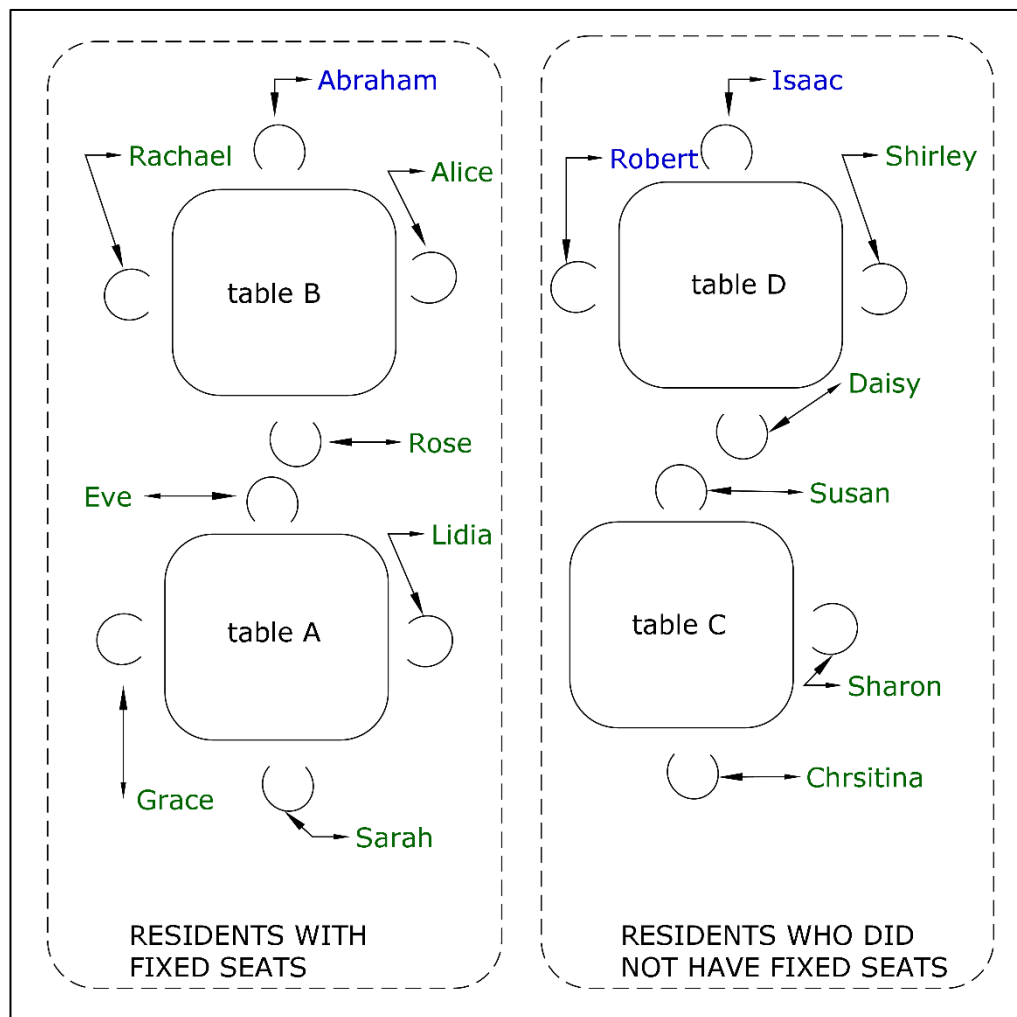 Abraham
Rachael
Alice
table B
Rose
Eve
Lidia
table A
Grace
Sarah
RESIDENTS WITH
FIXED SEATS
Isaac
Robert
Shirley
table D
Daisy
Susan
table C
Sharon
Chrsitina
RESIDENTS WHO DID
NOT HAVE FIXED SEATS